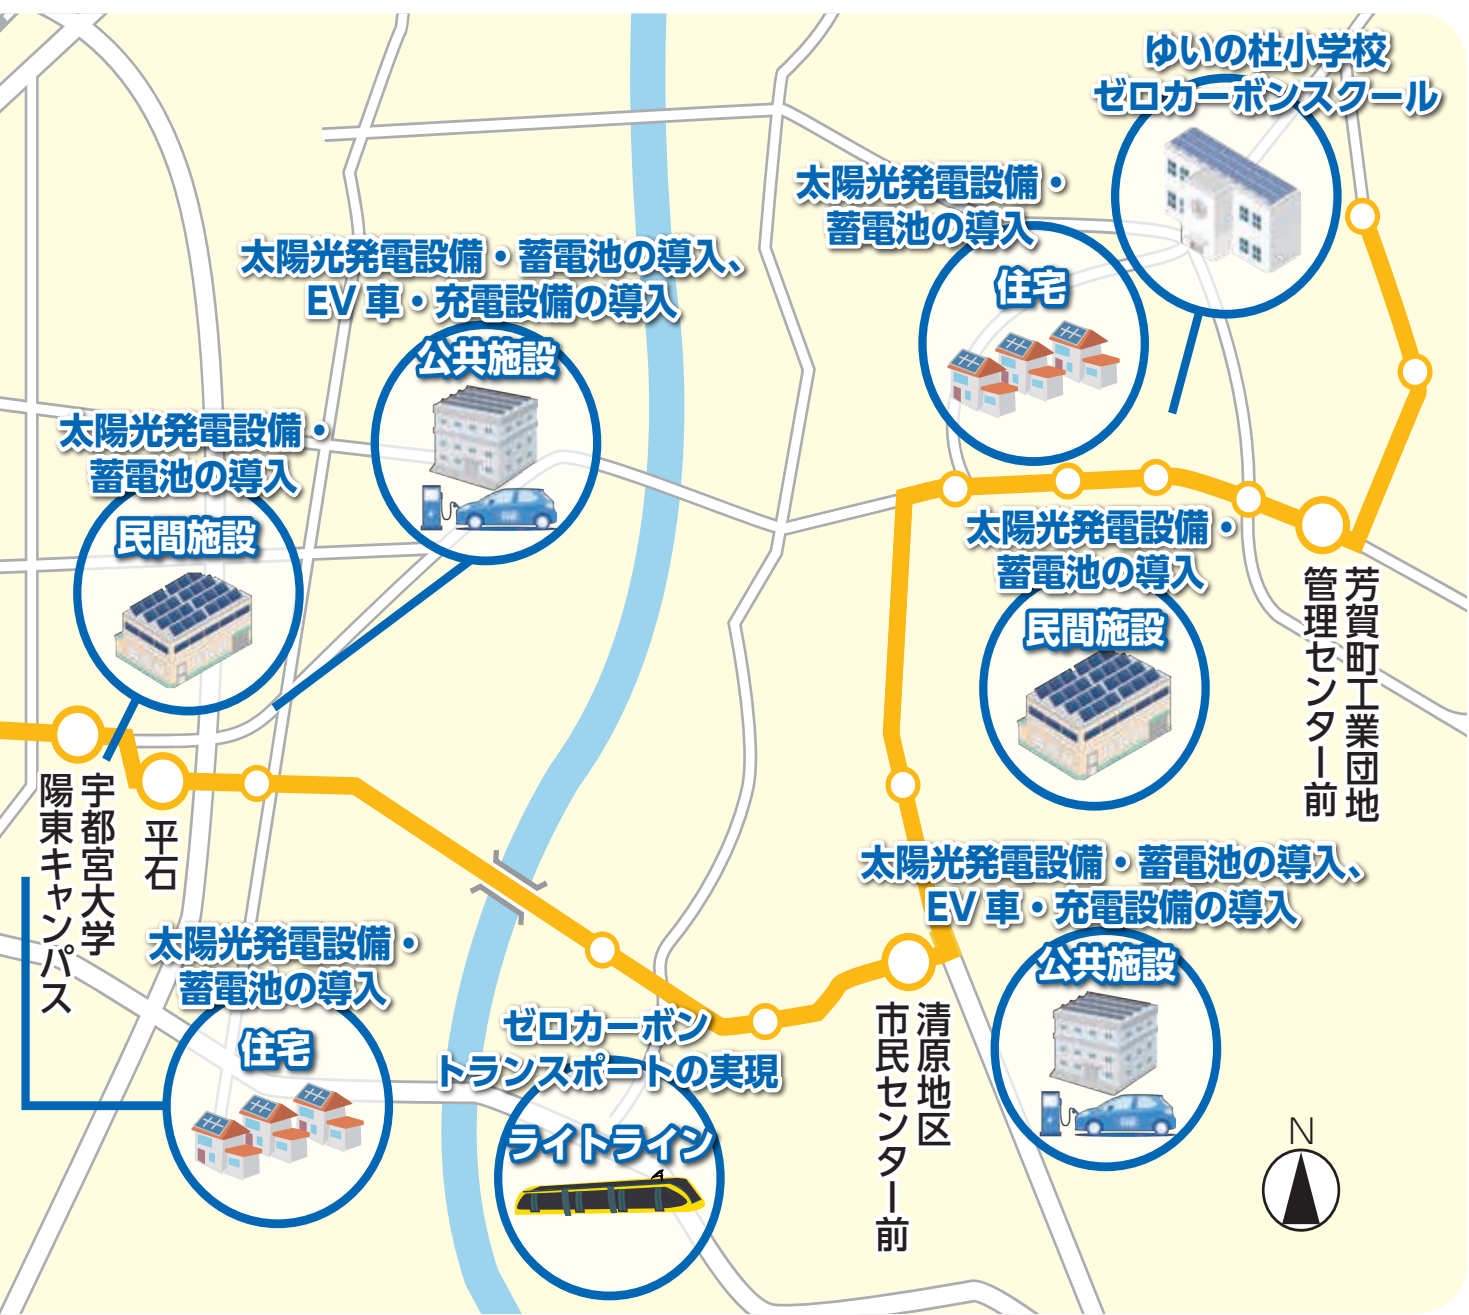 ゆいの杜小学校
ゼロカーボンスクール
太陽光発電設備・
蓄電池の導入
住宅
太陽光発電設備・蓄電池の導入、
EV車・充電設備の導入
公共施設
太陽光発電設備・
蓄電池の導入
民間施設
太陽光発電設備・
蓄電池の導入
民間施設
芳賀町工業団地
管理センター前
宇都宮大学
陽東キャンパス
平石
太陽光発電設備・蓄電池の導入、
EV車・充電設備の導入
公共施設
太陽光発電設備・
蓄電池の導入
住宅
ゼロカーボン
トランスポートの実現
ライトライン
清原地区
市民センター前
N